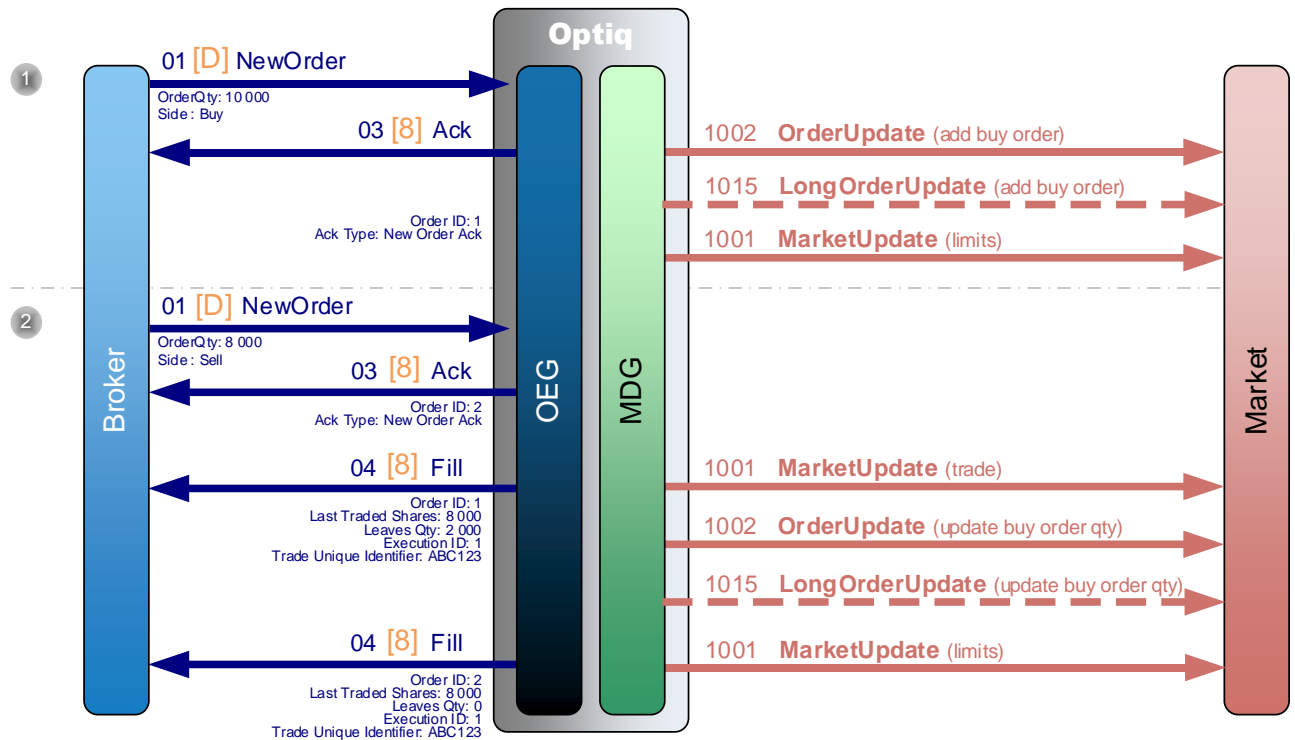 Optiq
1
01 [D] NewOrder
OrderQty: 10 000
Side : Buy
03 [8] Ack
Order ID: 1
Ack Type: New Order Ack
1002 OrderUpdate (add buy order)
1015 LongOrderUpdate (add buy order)
1001 MarketUpdate (limits)
2
01 [D] NewOrder
OrderQty: 8 000
Side : Sell
03 [8] Ack
Order ID: 2
Ack Type: New Order Ack
Broker
OEG
MDG
Market
04 [8] Fill
Order ID: 1
Last Traded Shares: 8 000
Leaves Qty: 2 000
Execution ID: 1
Trade Unique Identifier: ABC123
1001 MarketUpdate (trade)
1002 OrderUpdate (update buy order qty)
1015 LongOrderUpdate (update buy order qty)
04 [8] Fill
Order ID: 2
Last Traded Shares: 8 000
Leaves Qty: 0
Execution ID: 1
Trade Unique Identifier: ABC123
1001 MarketUpdate (limits)